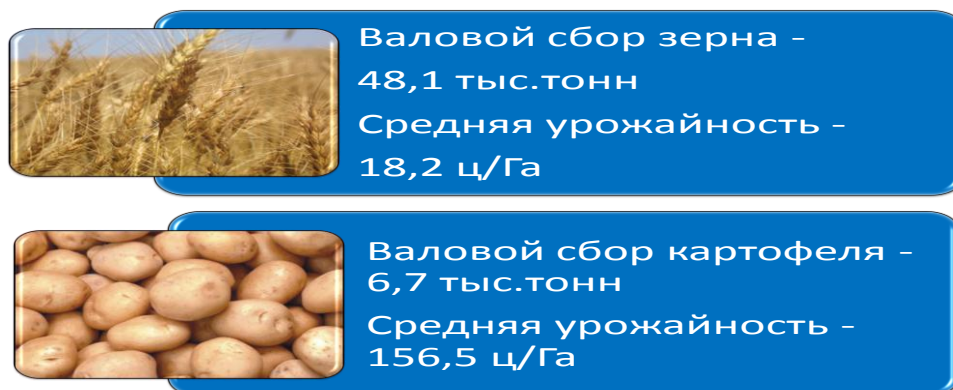 Валовой сбор зерна -
48,1 тыс.тонн
Средняя урожайность -
18,2 ц/Га
Валовой сбор картофеля -
6,7 тыс.тонн
Средняя урожайность -
156,5 ц/Га